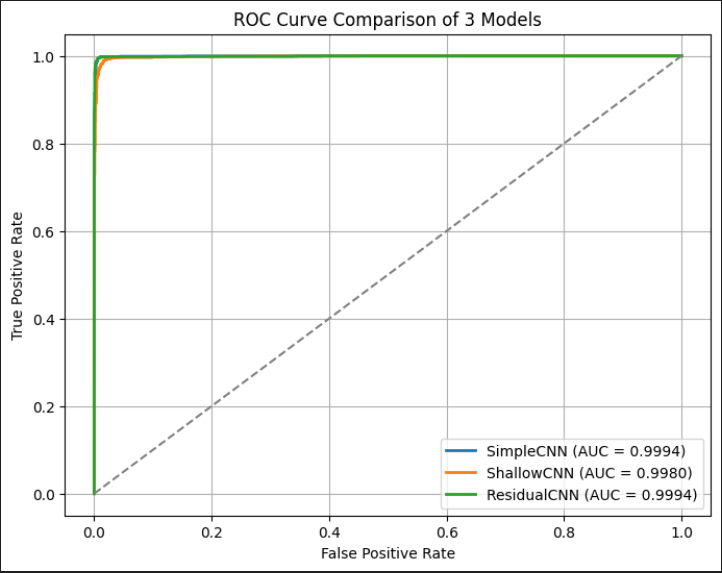 ROC Curve Comparison of 3 Models
True Positive Rate
1.0
0.8
0.6
0.4
0.2
0.0
SimpleCNN (AUC = 0.9994)
ShallowCNN (AUC = 0.9980)
ResidualCNN (AUC = 0.9994)
0.0 0.2 0.4 0.6 0.8 1.0
False Positive Rate